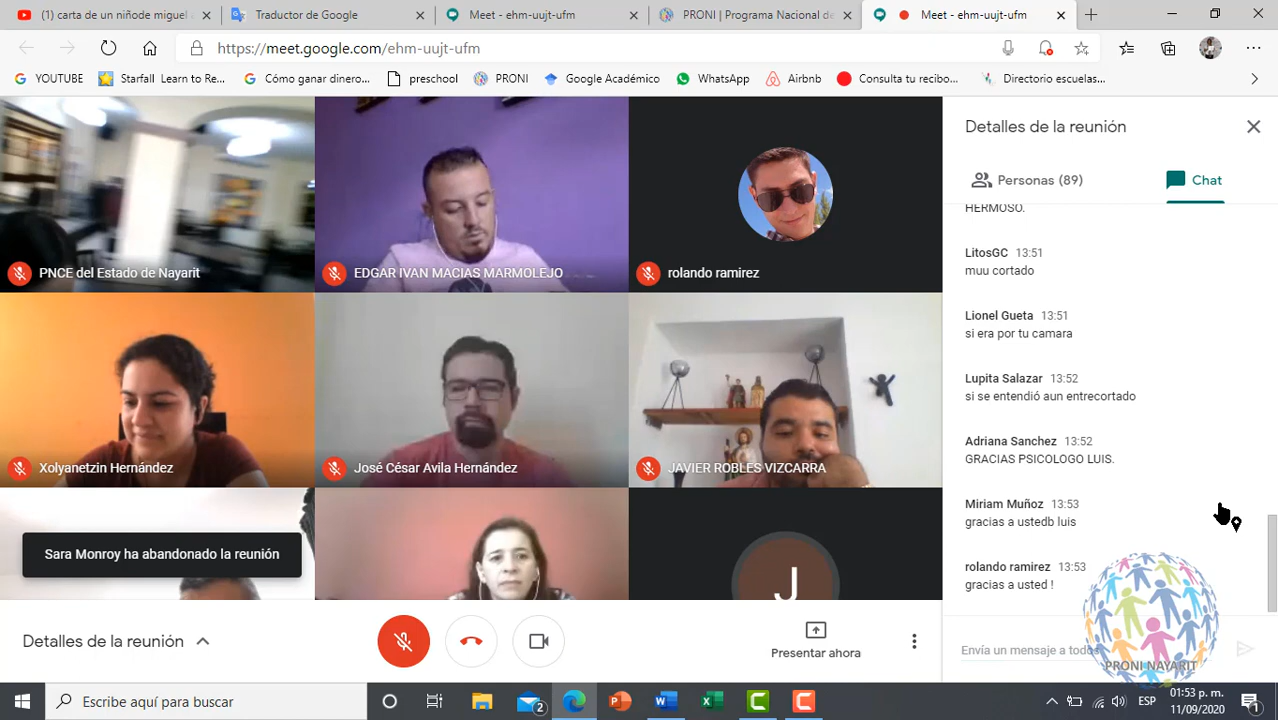 (1) carta de un niñode miguel a
Traductor de Google
Meet - ehm-uujt-ufm
PRONI | Programa Nacional de
Meet - ehm-uujt-ufm
https://meet.google.com/ehm-uujt-ufm
YOUTUBE
Starfall Learn to Re...
Cómo ganar dinero...
preschool
PRONI
Google Académico
WhatsApp
Airbnb
Consulta tu recibo...
Directorio escuelas...
PNCE del Estado de Nayarit
EDGAR IVAN MACIAS MARMOLEJO
rolando ramirez
Xolyanetzin Hernández
José César Avila Hernández
JAVIER ROBLES VIZCARRA
Sara Monroy ha abandonado la reunión
J
Detalles de la reunión
Presentar ahora
Detalles de la reunión
Personas (89)
Chat
HERMOSO.
LitosGC 13:51
muu cortado
Lionel Gueta 13:51
si era por tu camara
Lupita Salazar 13:52
si se entendió aun entrecortado
Adriana Sanchez 13:52
GRACIAS PSICOLOGO LUIS.
Miriam Muñoz 13:53
gracias a ustedb luis
rolando ramirez 13:53
gracias a usted !
Envía un mensaje a todos
PRONI NAYARIT
Escribe aquí para buscar
2
ESP
01:53 p. m.
11/09/2020
1